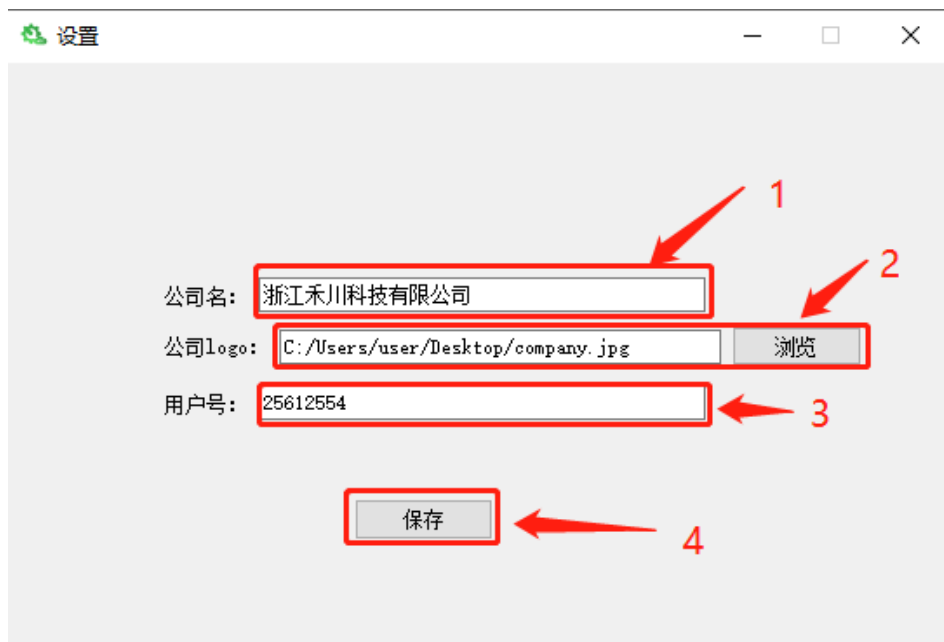 设置
1
2
公司名： 浙江禾川科技有限公司
公司logo： C:/Users/user/Desktop/company.jpg 浏览
用户号： 25612554
3
保存
4